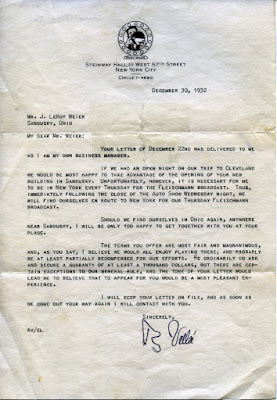 STEINWAY HALL 111 WEST 57TH STREET
NEW YORK CITY
CIRCLE 7-4640
DECEMBER 30, 1932
MR. J. LEROY WEIER
SANDUSKY, OHIO
MY DEAR MR. WEIER:
YOUR LETTER OF DECEMBER 22ND WAS DELIVERED TO ME
AS I AM MY OWN BUSINESS MANAGER.
IF WE HAD AN OPEN NIGHT ON OUR TRIP TO CLEVELAND
WE WOULD BE MOST HAPPY TO TAKE ADVANTAGE OF THE OPENING OF YOUR NEW
BUILDING IN SANDUSKY. UNFORTUNATELY, HOWEVER, IT IS NECESSARY FOR ME
TO BE IN NEW YORK EVERY THURSDAY FOR THE FLEISCHMANN BROADCAST. THUS,
IMMEDIATELY FOLLOWING THE CLOSE OF THE AUTO SHOW WEDNESDAY NIGHT, WE
WILL FIND OURSELVES EN ROUTE TO NEW YORK FOR OUR THURSDAY FLEISCHMANN
BROADCAST.
SHOULD WE FIND OURSELVES IN OHIO AGAIN, ANYWHERE
NEAR SANDUSKY, I WILL BE ONLY TOO HAPPY TO GET TOGETHER WITH YOU AT YOUR
PLACE.
THE TERMS YOU OFFER ARE MOST FAIR AND MAGNANIMOUS,
AND, AS YOU SAY, I BELIEVE WE WOULD ALL ENJOY PLAYING THERE, AND PROBABLY
BE AT LEAST PARTIALLY RECOMPENSED FOR OUR EFFORTS. WE ORDINARILY DO ASK
AND SECURE A GUARANTY OF AT LEAST A THOUSAND DOLLARS, BUT THERE ARE CER-
TAIN EXCEPTIONS TO OUR GENERAL RULE, AND THE TONE OF YOUR LETTER WOULD
LEAD ME TO BELIEVE THAT TO APPEAR FOR YOU WOULD BE A MOST PLEASANT EX-
PERIENCE.
I WILL KEEP YOUR LETTER ON FILE, AND AS SOON AS
WE COME OUT YOUR WAY AGAIN I WILL CONTACT WITH YOU.
SINCERELY,
Rudy Vallée
RV/EL